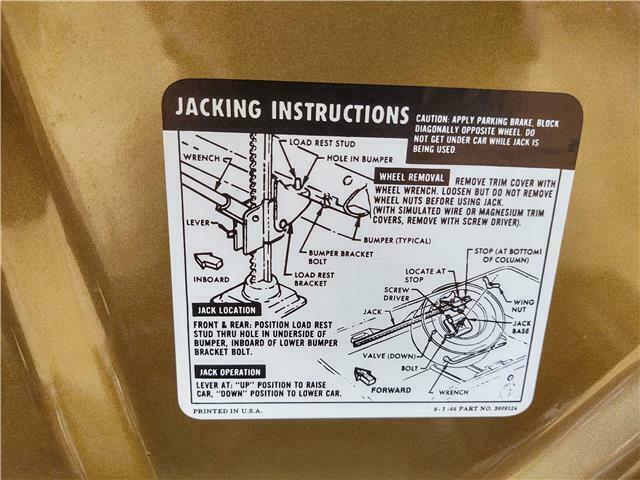 JACKING INSTRUCTIONS
CAUTION: APPLY PARKING BRAKE, BLOCK
DIAGONALLY OPPOSITE WHEEL. DO
NOT GET UNDER CAR WHILE JACK IS
BEING USED.
LOAD REST STUD
WRENCH
HOLE IN BUMPER
LEVER
BUMPER (TYPICAL)
BUMPER BRACKET
BOLT
LOAD REST
BRACKET
INBOARD
WHEEL REMOVAL REMOVE TRIM COVER WITH
WHEEL WRENCH. LOOSEN BUT DO NOT REMOVE
WHEEL NUTS BEFORE USING JACK.
(WITH SIMULATED WIRE OR MAGNESIUM TRIM
COVERS, REMOVE WITH SCREW DRIVER).
JACK LOCATION
FRONT & REAR: POSITION LOAD REST
STUD THRU HOLE IN UNDERSIDE OF
BUMPER, INBOARD OF LOWER BUMPER
BRACKET BOLT.
JACK OPERATION
LEVER AT: "UP" POSITION TO RAISE
CAR, "DOWN" POSITION TO LOWER CAR.
STOP (AT BOTTOM
OF COLUMN)
LOCATE AT
STOP
SCREW
DRIVER
WING
NUT
JACK
JACK
BASE
VALVE (DOWN)
BOLT
FORWARD
WRENCH
PRINTED IN U.S.A.
9-7-66 PART NO. 3909124